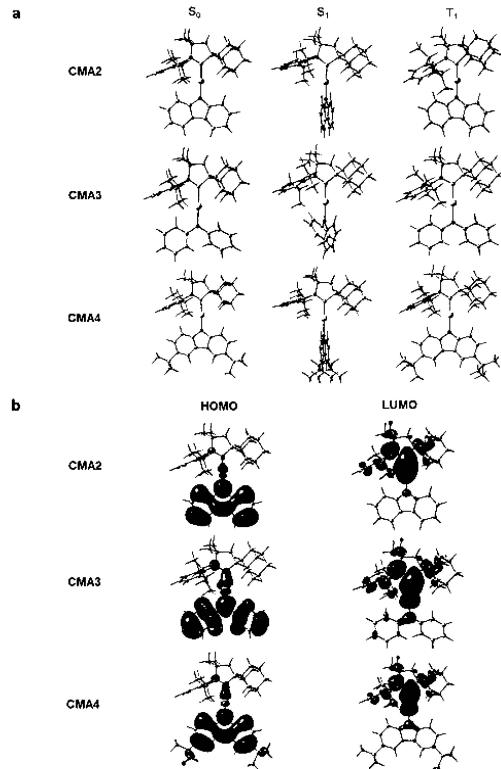 a
S₀ S₁ T₁
CMA2
CMA3
CMA4
b
HOMO LUMO
CMA2
CMA3
CMA4